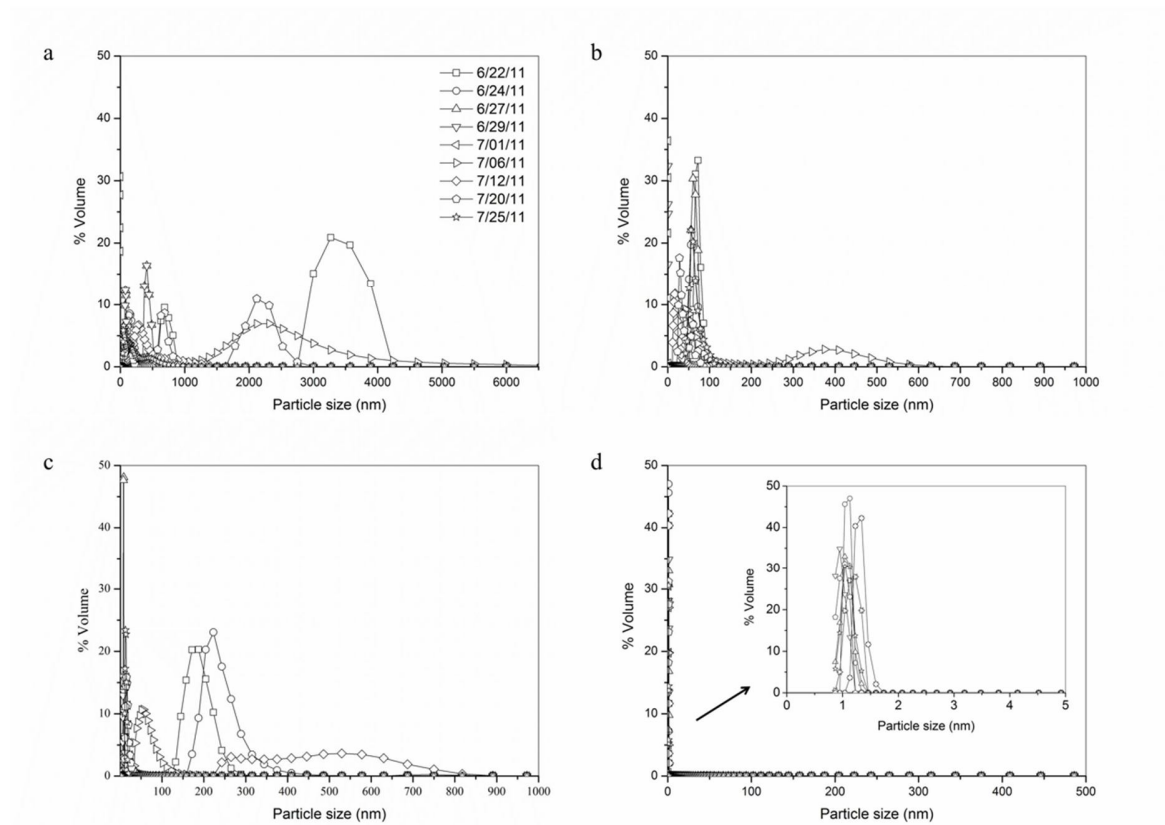 a
50
40
30
20
10
0
% Volume
6/22/11
6/24/11
6/27/11
6/29/11
7/01/11
7/06/11
7/12/11
7/20/11
7/25/11
0 1000 2000 3000 4000 5000 6000
Particle size (nm)
b
50
40
30
20
10
0
% Volume
0 100 200 300 400 500 600 700 800 900 1000
Particle size (nm)
c
50
40
30
20
10
0
% Volume
100 200 300 400 500 600 700 800 900 1000
Particle size (nm)
d
50
40
30
20
10
0
% Volume
50
40
30
20
10
0
% Volume
0 1 2 3 4 5
Particle size (nm)
0 100 200 300 400 500
Particle size (nm)